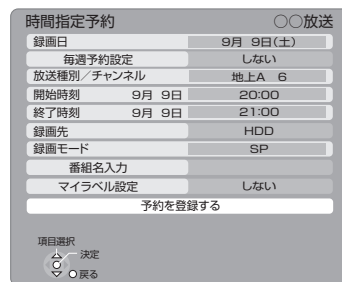 時間指定予約 ○○放送
録画日 9月 9日(土)
毎週予約設定 しない
放送種別／チャンネル 地上A 6
開始時刻 9月 9日 20:00
終了時刻 9月 9日 21:00
録画先 HDD
録画モード SP
番組名入力
マイラベル設定 しない
予約を登録する
項目選択
決定
戻る